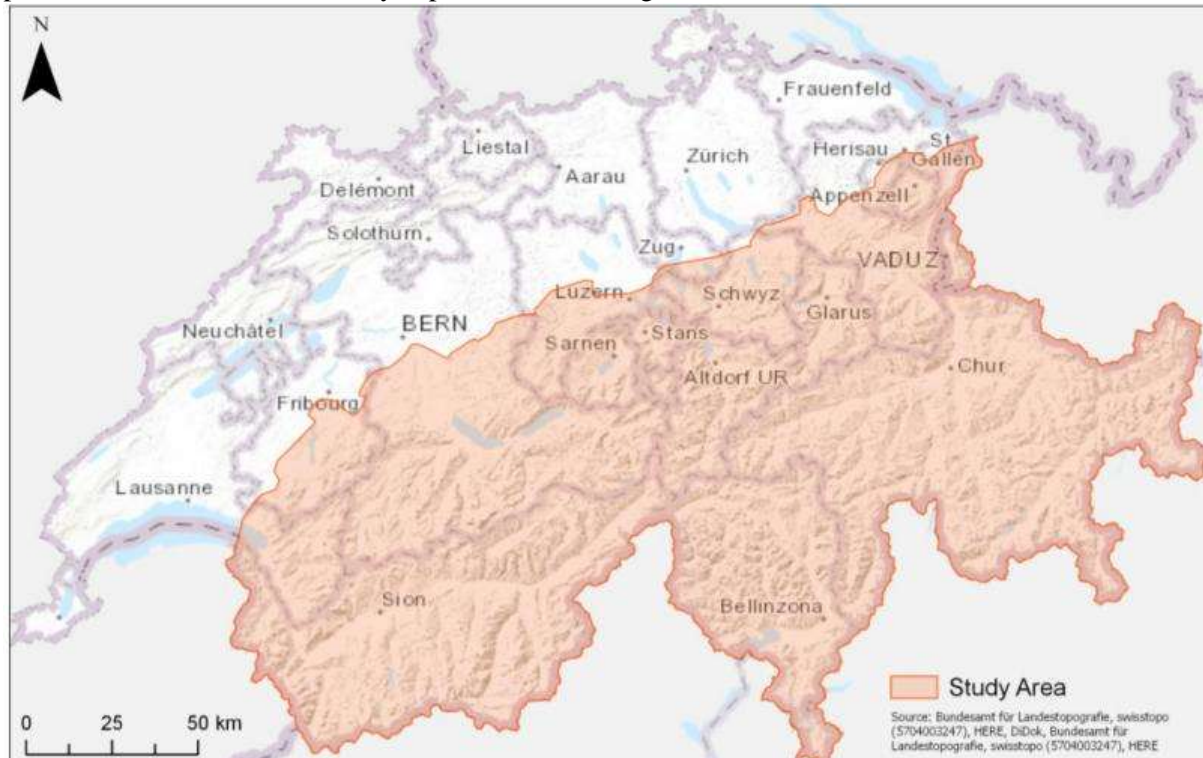 N
Frauenfeld
Liestal
Herisau
St.
Gallen
Zürich
Aarau
Delémont
Appenzell
Solothurn
Zug
VADUZ
Luzern
Schwyz
Glarus
Neuchâtel
BERN
Stans
Sarnen
Altdorf UR
Chur
Fribourg
Lausanne
Sion
Bellinzona
Study Area
0 25 50 km
Source: Bundesamt für Landestopografie, swisstopo
(5704003247), HERE, DiDok, Bundesamt für
Landestopografie, swisstopo (5704003247), HERE